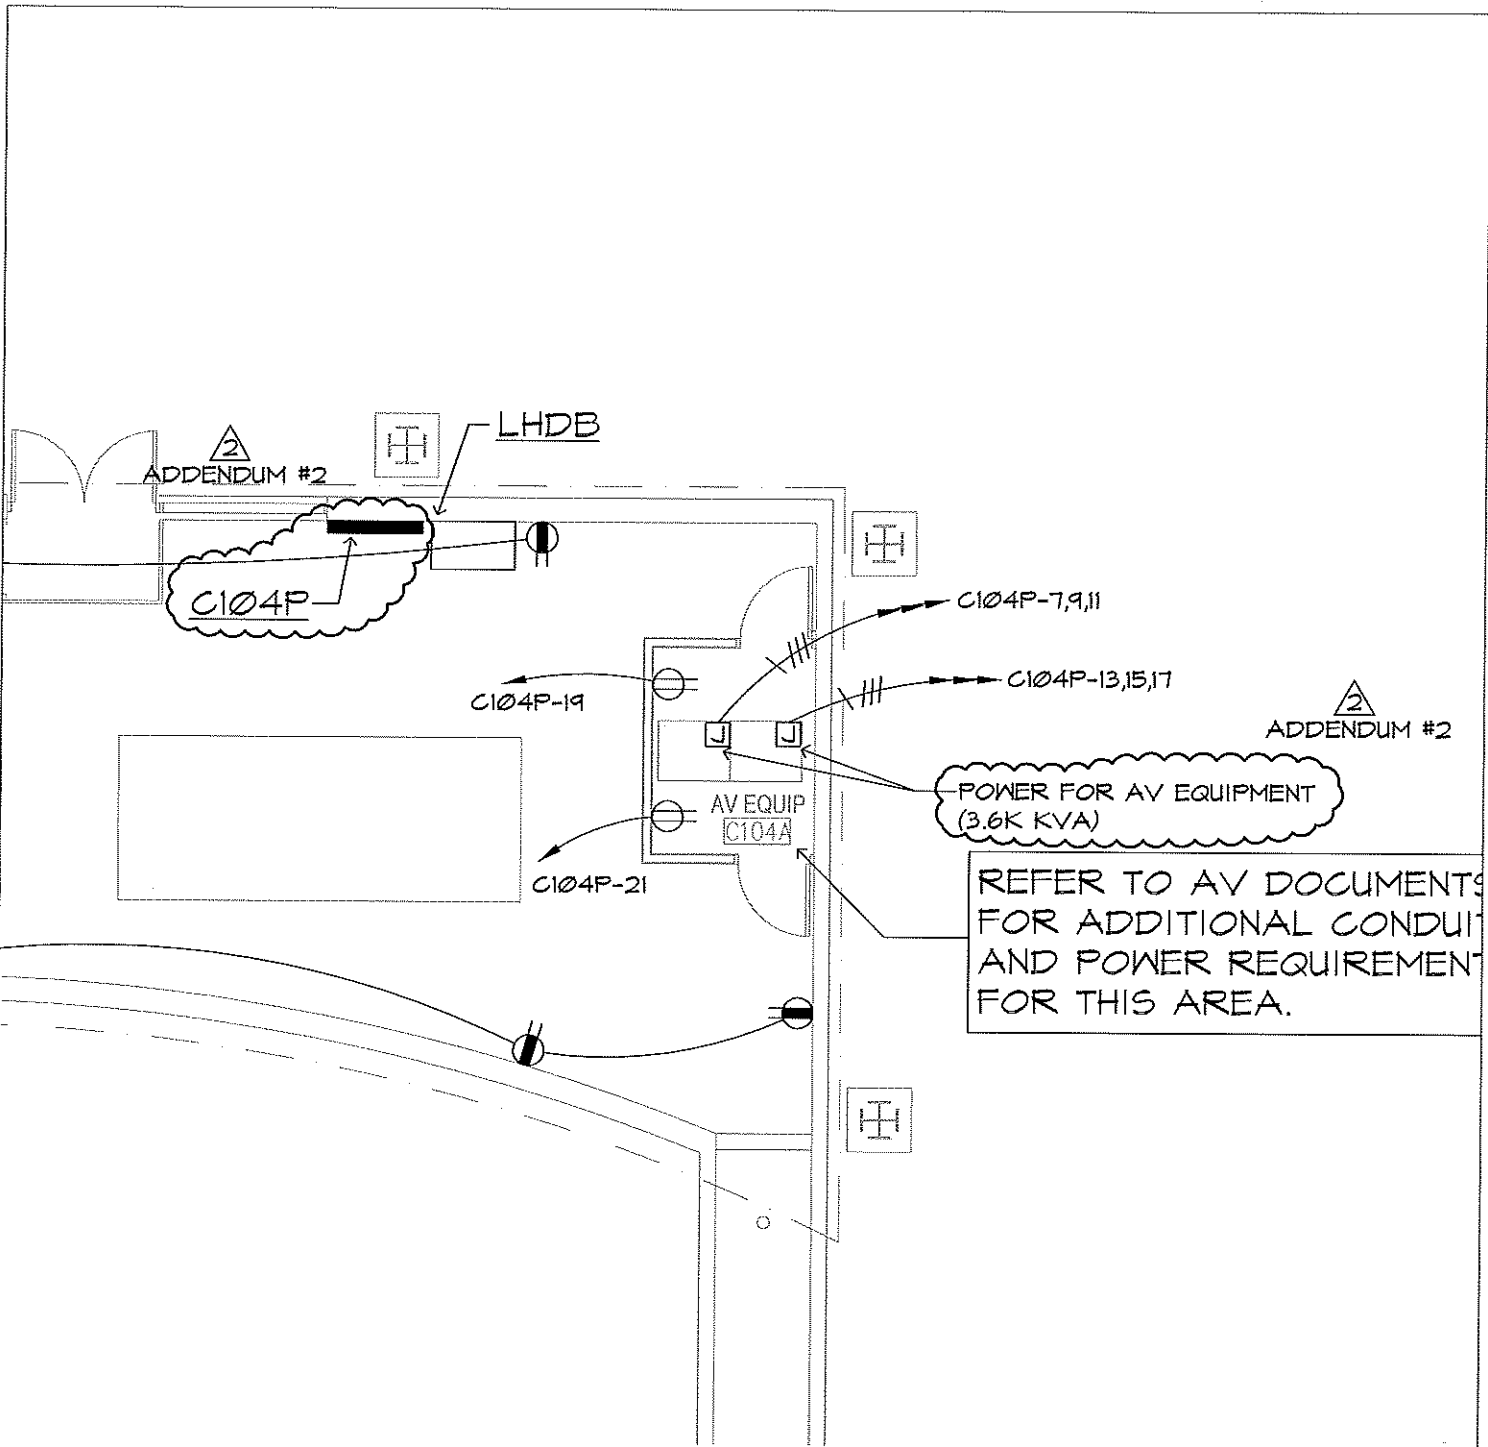 LHDB
2
ADDENDUM #2
C104P
C104P-7,9,11
C104P-19
C104P-13,15,17
J J
2
ADDENDUM #2
POWER FOR AV EQUIPMENT
(3.6K KVA)
AV EQUIP
C104A
C104P-21
REFER TO AV DOCUMENTS
FOR ADDITIONAL CONDUIT
AND POWER REQUIREMENT
FOR THIS AREA.